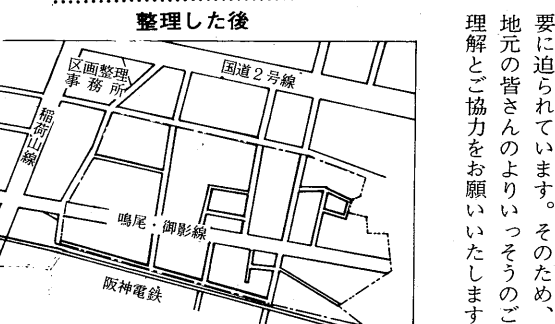 要に迫られています。そのため、
地元の皆さんのよりいっそうのご
理解とご協力をお願いいたします
整理した後
区画整理
事務所
国道2号線
稲荷山線
鳴尾・御影線
阪神電鉄